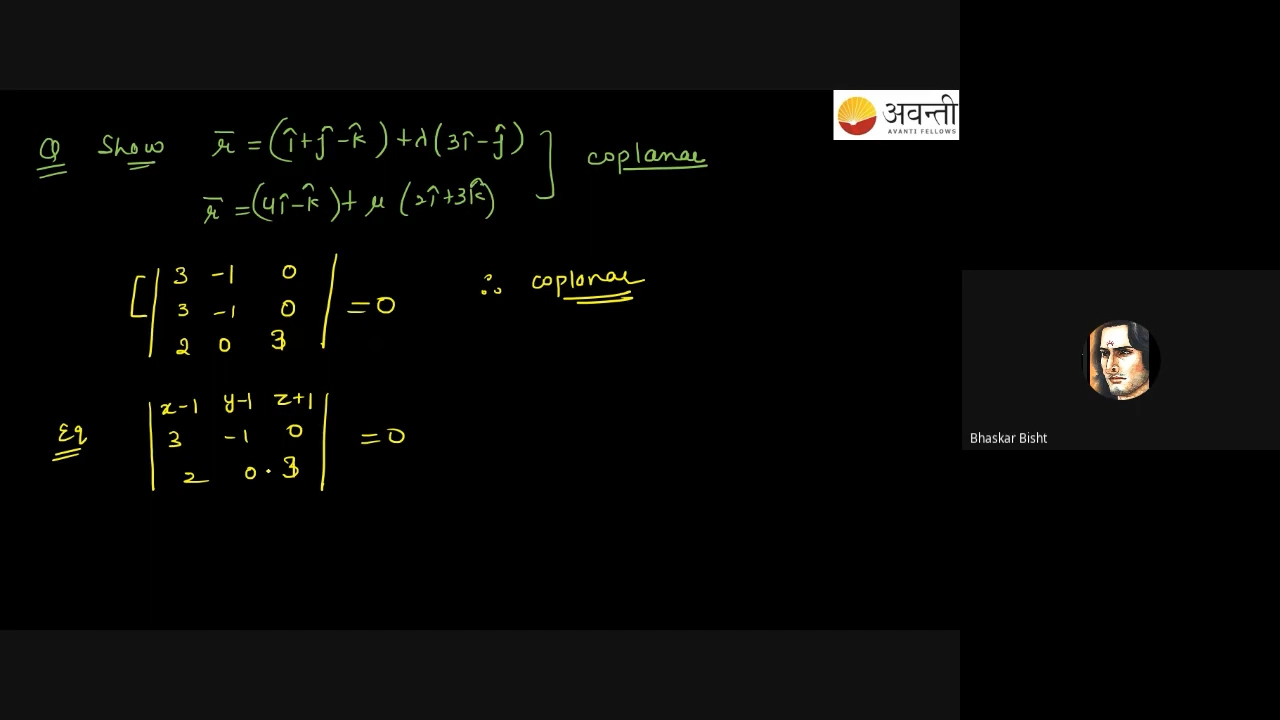 अवन्ती
AVANTI FELLOWS
Q Show r̄ = (î+ĵ-k̂) + λ(3î-ĵ) ] coplanar
r̄ = (4î-k̂) + μ (2î+3k̂)
[ | 3 -1 0 |
| 3 -1 0 | = 0 ∴ coplanar
| 2 0 3 |
| x-1 y-1 z+1 |
Eq | 3 -1 0 | = 0
| 2 0 · 3 |
Bhaskar Bisht